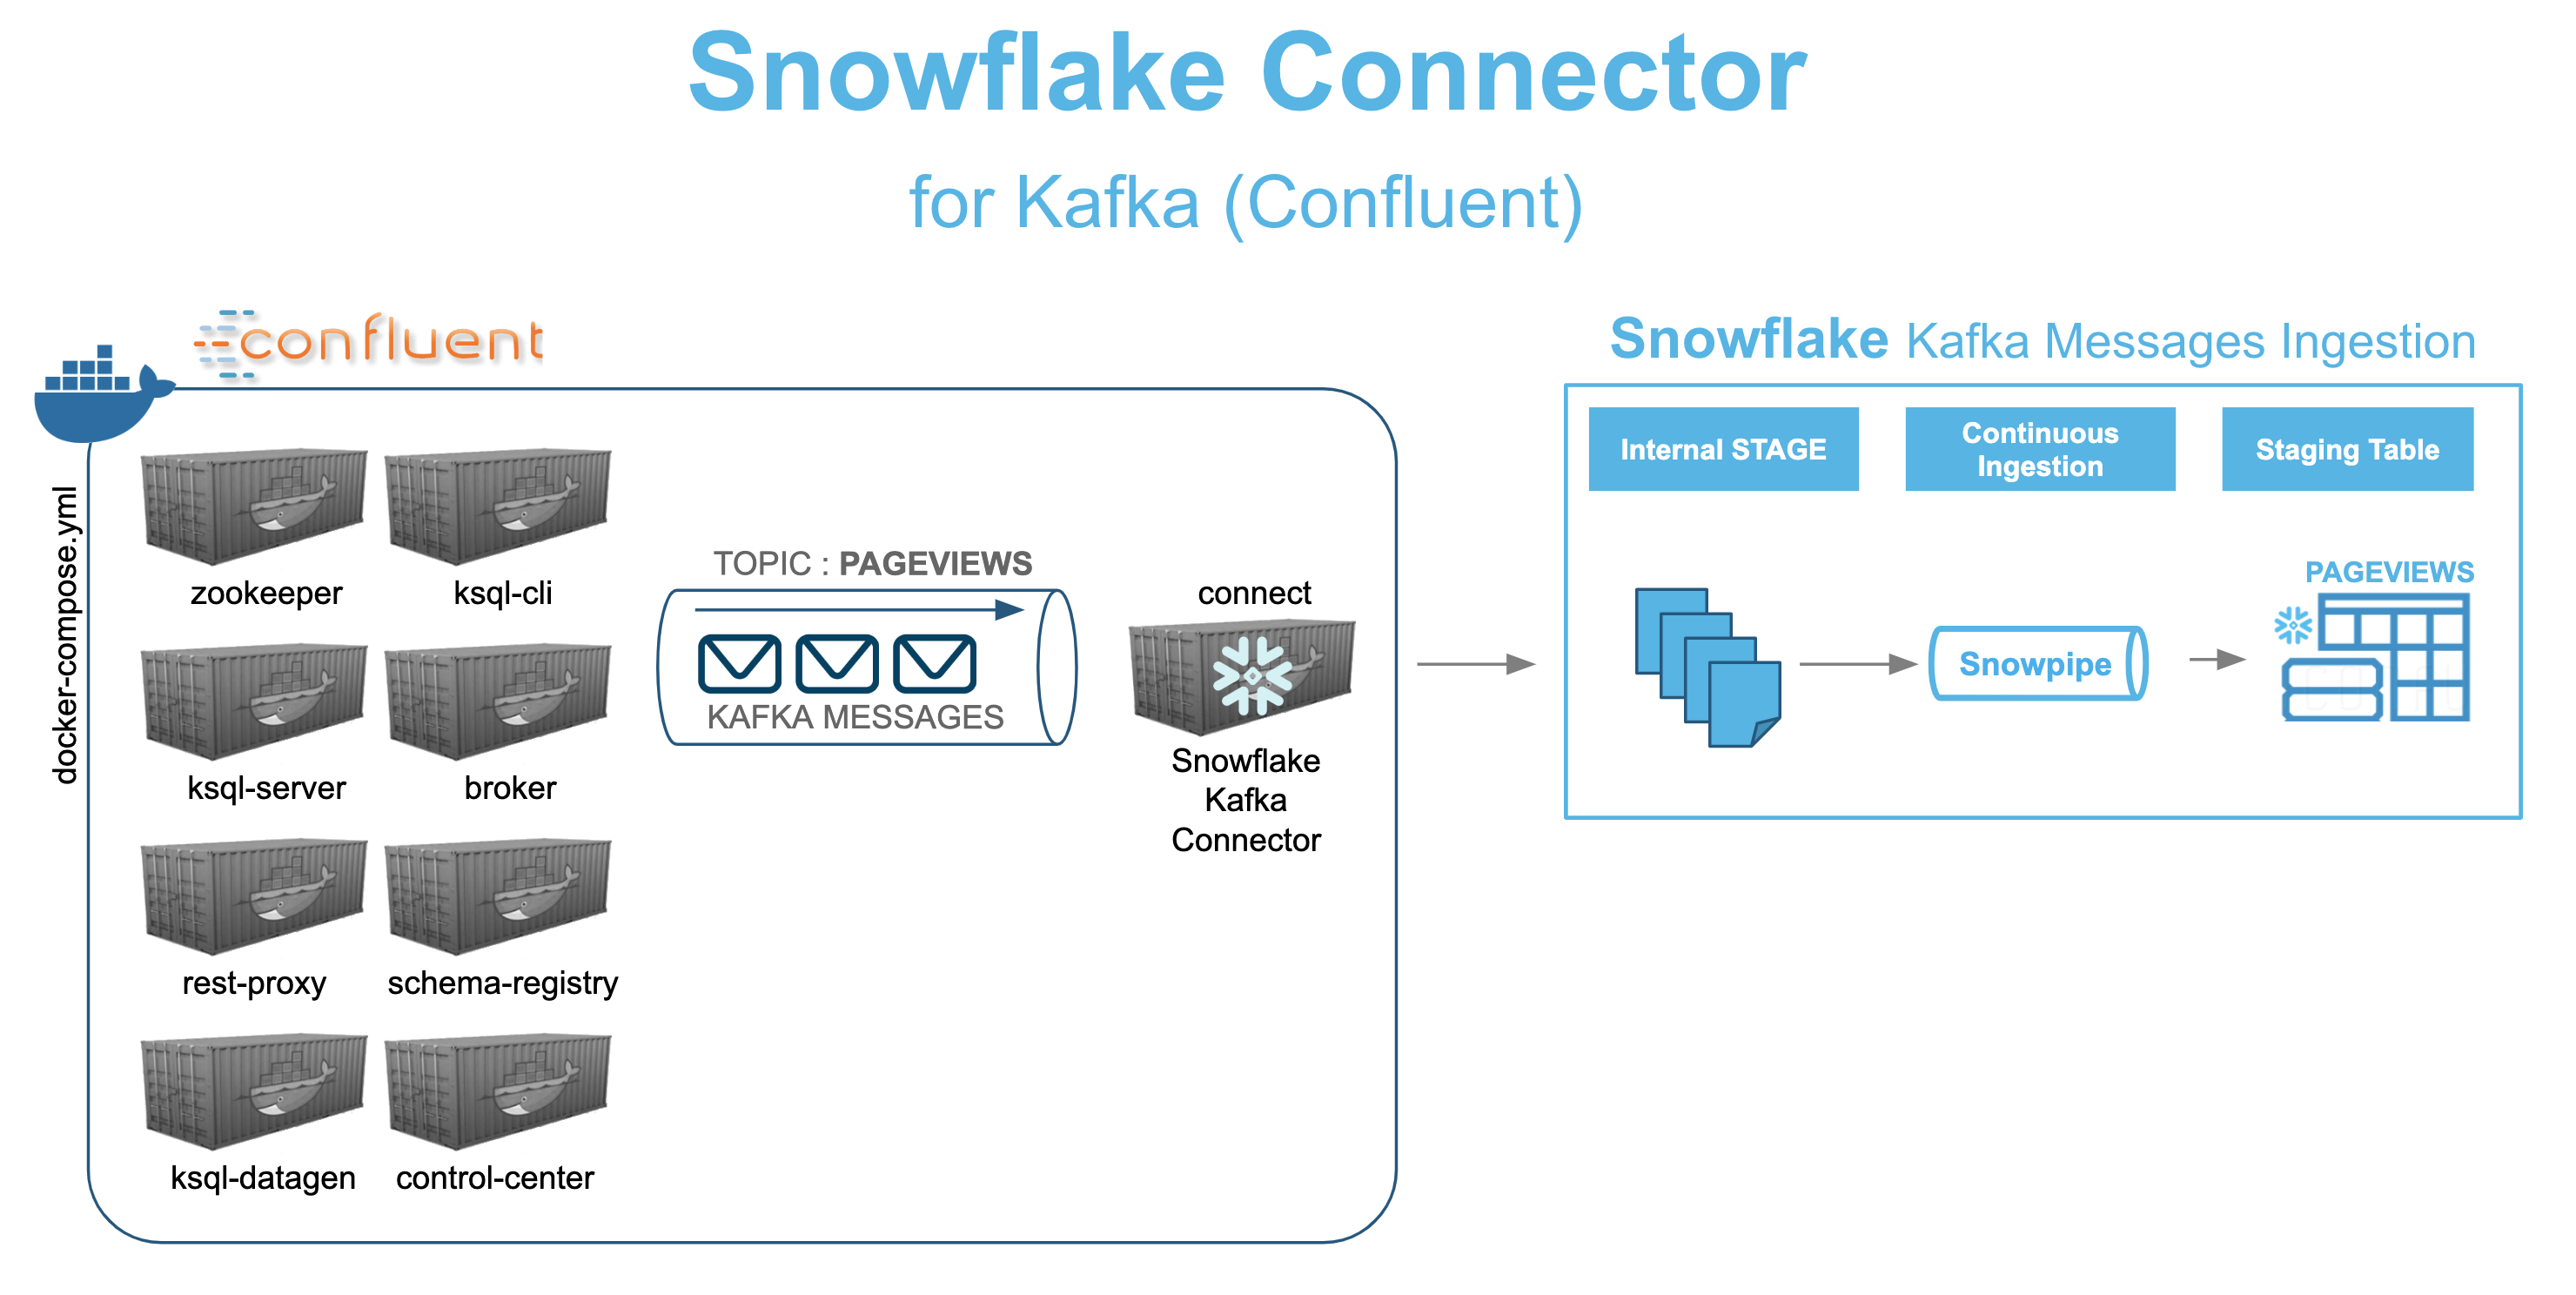 Snowflake Connector
for Kafka (Confluent)
confluent
docker-compose.yml
zookeeper
ksql-cli
ksql-server
broker
rest-proxy
schema-registry
ksql-datagen
control-center
TOPIC : PAGEVIEWS
KAFKA MESSAGES
connect
Snowflake
Kafka
Connector
Snowflake Kafka Messages Ingestion
Internal STAGE
Continuous
Ingestion
Staging Table
Snowpipe
PAGEVIEWS